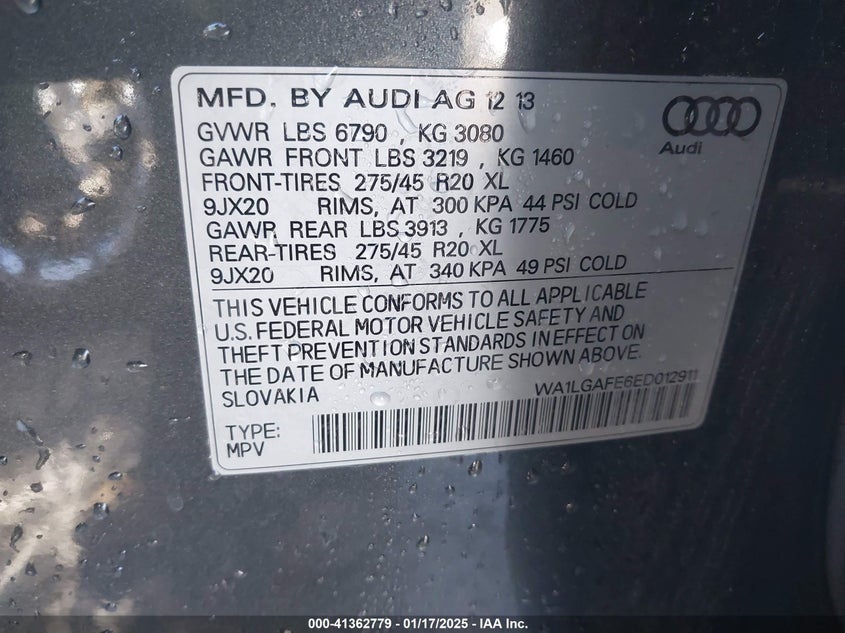 MFD. BY AUDI AG 12 13
GVWR LBS 6790 , KG 3080
GAWR FRONT LBS 3219 , KG 1460
FRONT-TIRES 275/45 R20 XL
9JX20 RIMS, AT 300 KPA 44 PSI COLD
GAWR REAR LBS 3913 , KG 1775
REAR-TIRES 275/45 R20 XL
9JX20 RIMS, AT 340 KPA 49 PSI COLD
Audi
THIS VEHICLE CONFORMS TO ALL APPLICABLE
U.S. FEDERAL MOTOR VEHICLE SAFETY AND
THEFT PREVENTION STANDARDS IN EFFECT ON
THE DATE OF MANUFACTURE SHOWN ABOVE.
SLOVAKIA
WA1LGAFE6ED012911
TYPE:
MPV
000-41362779 - 01/17/2025 - IAA Inc.